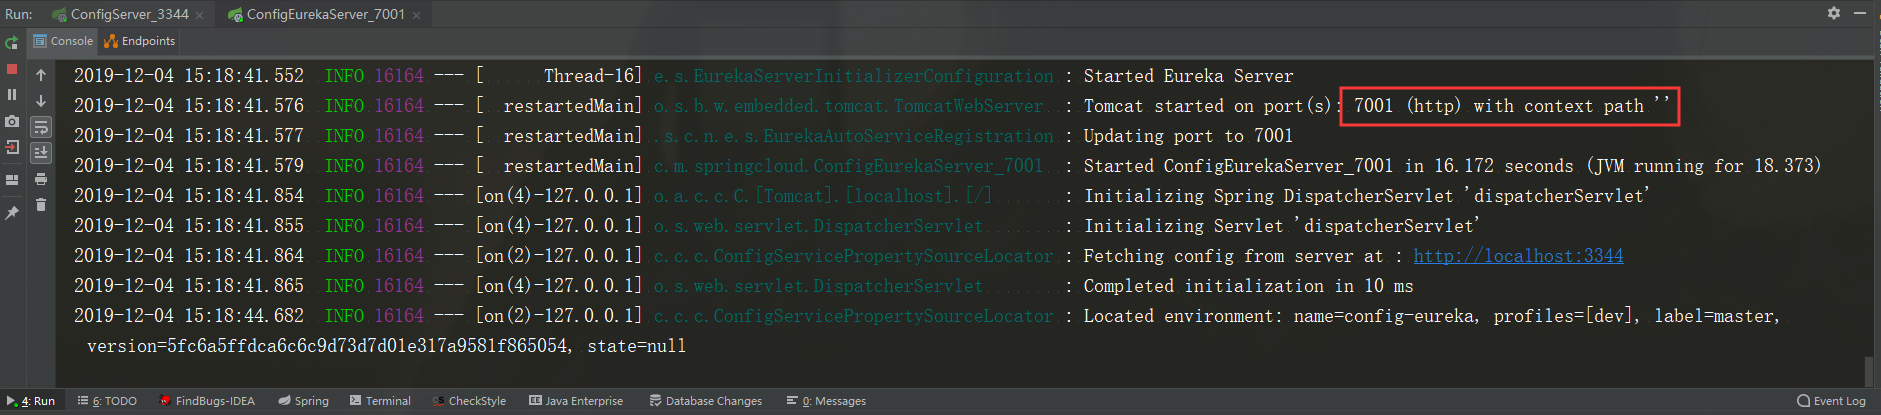 Run: ConfigServer_3344 × ConfigEurekaServer_7001 ×
Console Endpoints
2019-12-04 15:18:41.552 INFO 16164 --- [ Thread-16] e.s.EurekaServerInitializerConfiguration : Started Eureka Server
2019-12-04 15:18:41.576 INFO 16164 --- [ restartedMain] o.s.b.w.embedded.tomcat.TomcatWebServer : Tomcat started on port(s): 7001 (http) with context path ''
2019-12-04 15:18:41.577 INFO 16164 --- [ restartedMain] .s.c.n.e.s.EurekaAutoServiceRegistration : Updating port to 7001
2019-12-04 15:18:41.579 INFO 16164 --- [ restartedMain] c.m.springcloud.ConfigEurekaServer_7001 : Started ConfigEurekaServer_7001 in 16.172 seconds (JVM running for 18.373)
2019-12-04 15:18:41.854 INFO 16164 --- [on(4)-127.0.0.1] o.a.c.c.C.[Tomcat].[localhost].[/] : Initializing Spring DispatcherServlet 'dispatcherServlet'
2019-12-04 15:18:41.855 INFO 16164 --- [on(4)-127.0.0.1] o.s.web.servlet.DispatcherServlet : Initializing Servlet 'dispatcherServlet'
2019-12-04 15:18:41.864 INFO 16164 --- [on(2)-127.0.0.1] c.c.c.ConfigServicePropertySourceLocator : Fetching config from server at : http://localhost:3344
2019-12-04 15:18:41.865 INFO 16164 --- [on(4)-127.0.0.1] o.s.web.servlet.DispatcherServlet : Completed initialization in 10 ms
2019-12-04 15:18:44.682 INFO 16164 --- [on(2)-127.0.0.1] c.c.c.ConfigServicePropertySourceLocator : Located environment: name=config-eureka, profiles=[dev], label=master,
version=5fc6a5ffdca6c6c9d73d7d01e317a9581f865054, state=null
4: Run 6: TODO FindBugs-IDEA Spring Terminal CheckStyle Java Enterprise Database Changes 0: Messages Event Log